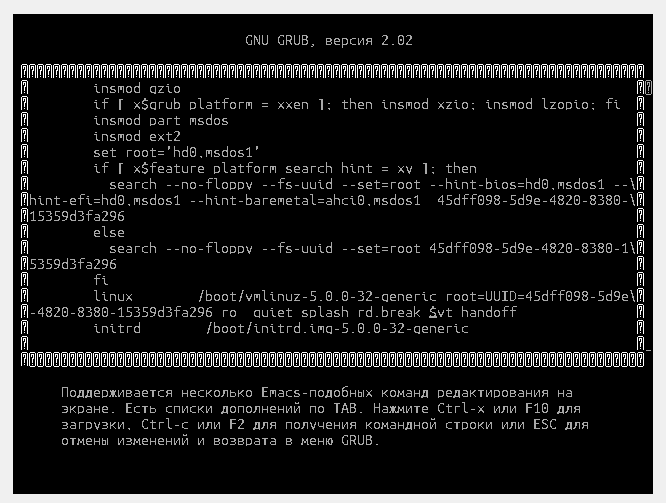 GNU GRUB, версия 2.02
insmod gzio
if [ x$grub_platform = xxen ]; then insmod xzio; insmod lzopio; fi
insmod part_msdos
insmod ext2
set root='hd0,msdos1'
if [ x$feature_platform_search_hint = xy ]; then
search --no-floppy --fs-uuid --set=root --hint-bios=hd0,msdos1 --\
hint-efi=hd0,msdos1 --hint-baremetal=ahci0,msdos1 45dff098-5d9e-4820-8380-\
15359d3fa296
else
search --no-floppy --fs-uuid --set=root 45dff098-5d9e-4820-8380-1\
5359d3fa296
fi
linux /boot/vmlinuz-5.0.0-32-generic root=UUID=45dff098-5d9e\
-4820-8380-15359d3fa296 ro quiet splash rd.break $vt_handoff
initrd /boot/initrd.img-5.0.0-32-generic
Поддерживается несколько Emacs-подобных команд редактирования на
экране. Есть списки дополнений по TAB. Нажмите Ctrl-x или F10 для
загрузки, Ctrl-c или F2 для получения командной строки или ESC для
отмены изменений и возврата в меню GRUB.